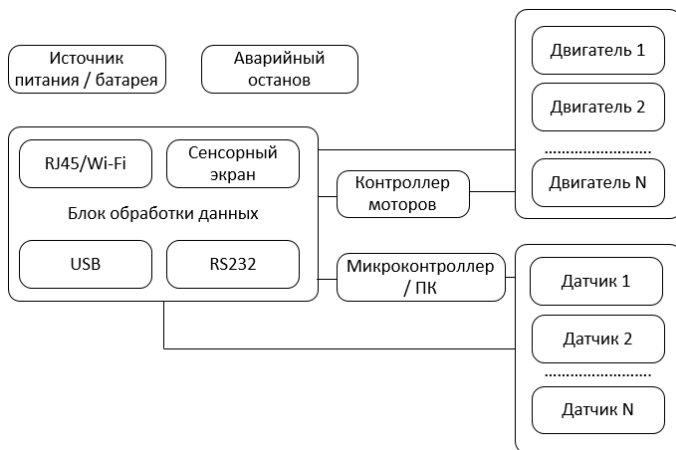 Источник
питания / батарея
Аварийный
останов
RJ45/Wi-Fi
Сенсорный
экран
Блок обработки данных
USB
RS232
Контроллер
моторов
Микроконтроллер
/ ПК
Двигатель 1
Двигатель 2
............................
Двигатель N
Датчик 1
Датчик 2
............................
Датчик N